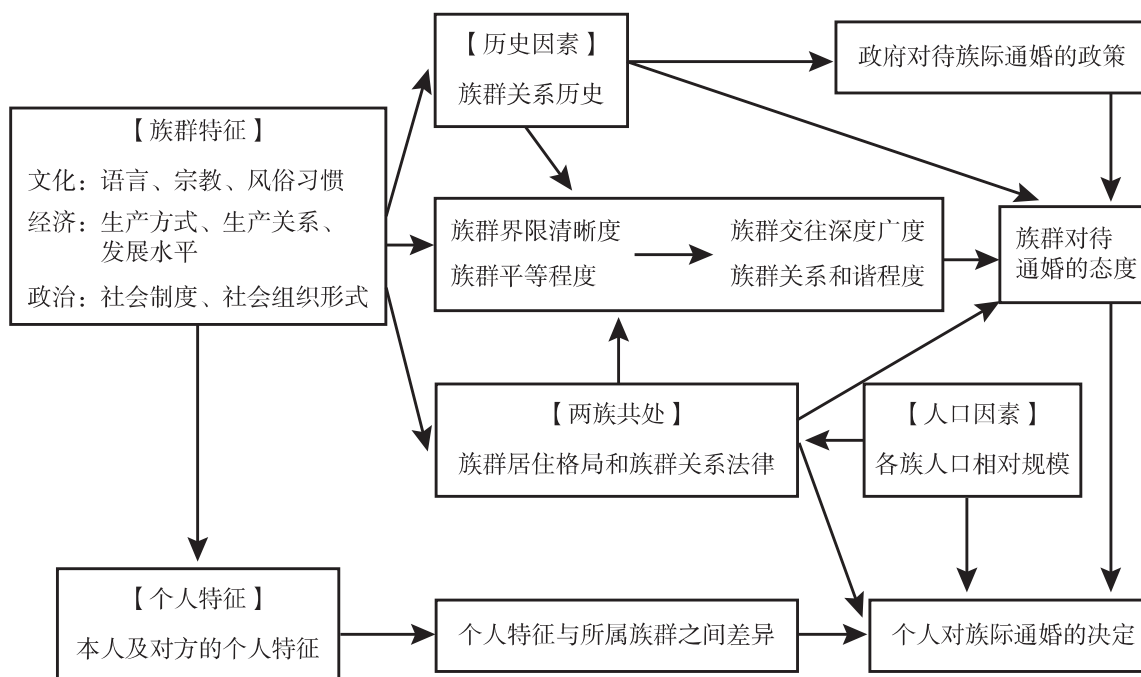 【族群特征】
文化：语言、宗教、风俗习惯
经济：生产方式、生产关系、
发展水平
政治：社会制度、社会组织形式
【历史因素】
族群关系历史
政府对待族际通婚的政策
族群界限清晰度
族群平等程度
族群交往深度广度
族群关系和谐程度
族群对待
通婚的态度
【两族共处】
族群居住格局和族群关系法律
【人口因素】
各族人口相对规模
【个人特征】
本人及对方的个人特征
个人特征与所属族群之间差异
个人对族际通婚的决定